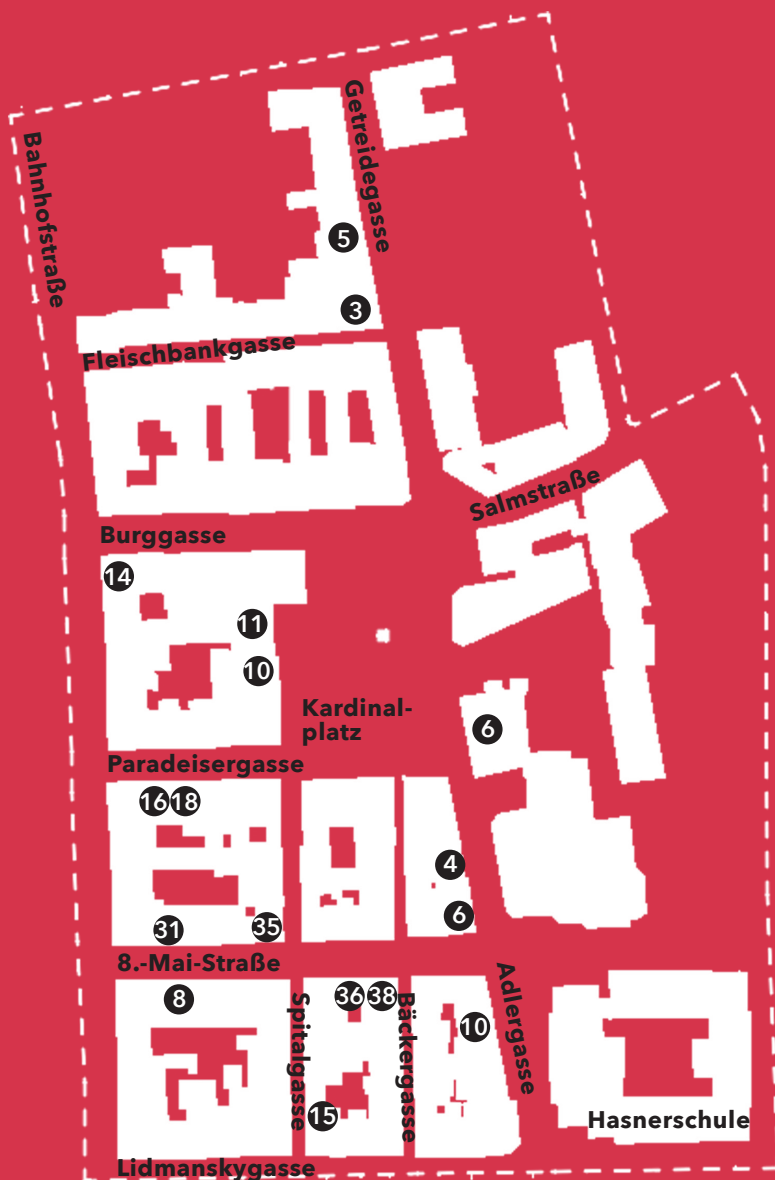 Getreidegasse
Bahnhofstraße
5
3
Fleischbankgasse
Salmstraße
Burggasse
14
11
10
Kardinal-
platz
6
Paradeisergasse
16
18
4
6
31
35
8.-Mai-Straße
8
36
38
10
Spitalgasse
Bäckergasse
Adlergasse
15
Hasnerschule
Lidmanskygasse